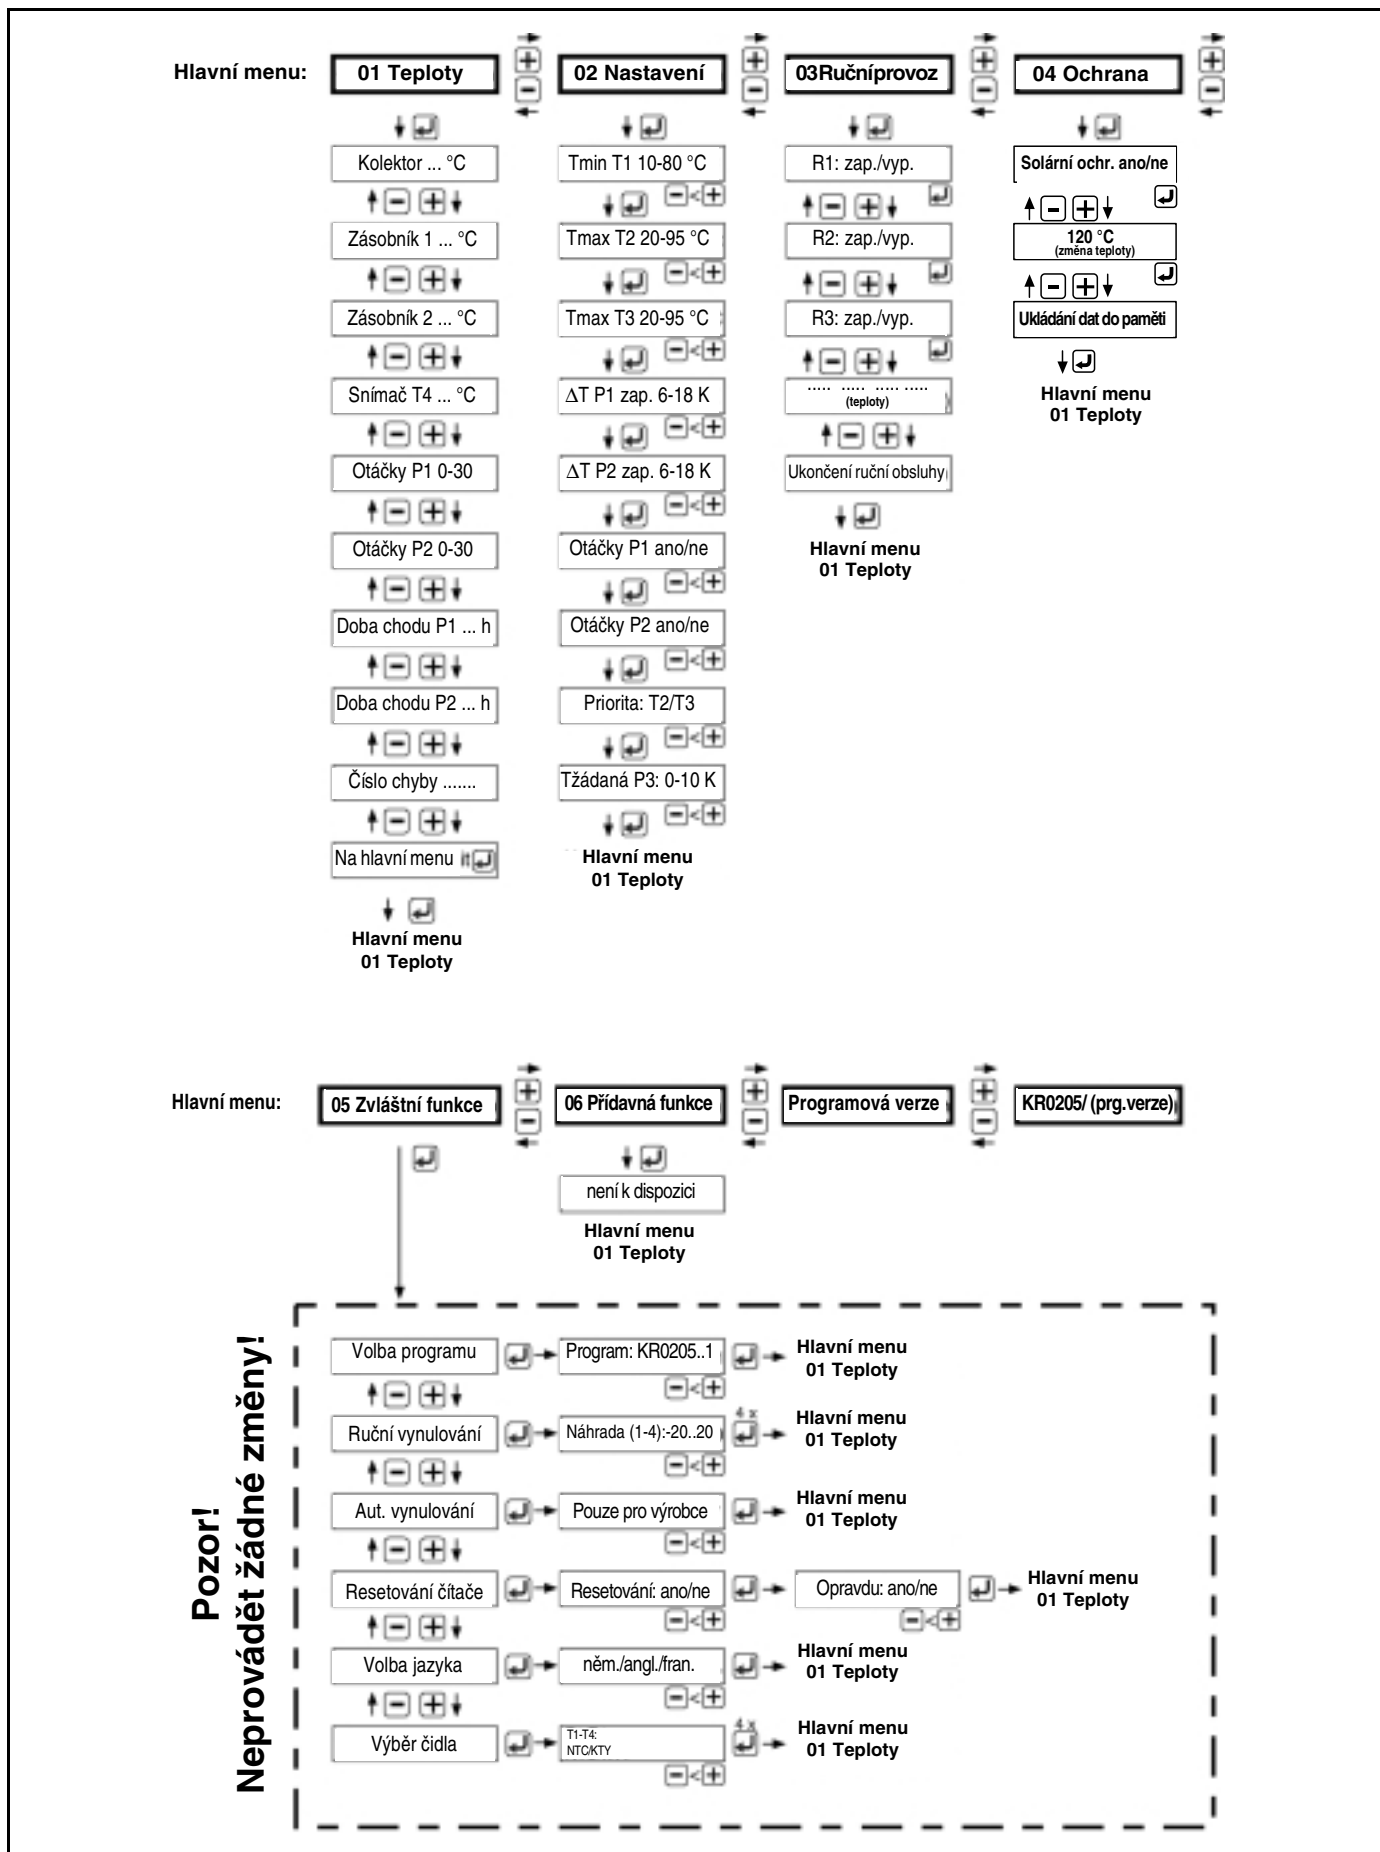 Hlavní menu:
01 Teploty
02 Nastavení
03Ručníprovoz
04 Ochrana
Kolektor ... °C
Zásobník 1 ... °C
Zásobník 2 ... °C
Snímač T4 ... °C
Otáčky P1 0-30
Otáčky P2 0-30
Doba chodu P1 ... h
Doba chodu P2 ... h
Číslo chyby .......
Na hlavní menu
Hlavní menu
01 Teploty
Tmin T1 10-80 °C
Tmax T2 20-95 °C
Tmax T3 20-95 °C
ΔT P1 zap. 6-18 K
ΔT P2 zap. 6-18 K
Otáčky P1 ano/ne
Otáčky P2 ano/ne
Priorita: T2/T3
Tžádaná P3: 0-10 K
Hlavní menu
01 Teploty
R1: zap./vyp.
R2: zap./vyp.
R3: zap./vyp.
..... ..... ..... .....
(teploty)
Ukončení ruční obsluhy
Hlavní menu
01 Teploty
Solární ochr. ano/ne
120 °C
(změna teploty)
Ukládání dat do paměti
Hlavní menu
01 Teploty
Hlavní menu:
05 Zvláštní funkce
06 Přídavná funkce
Programová verze
KR0205/ (prg.verze)
není k dispozici
Hlavní menu
01 Teploty
Pozor!
Neprovádět žádné změny!
Volba programu
Program: KR0205..1
Hlavní menu
01 Teploty
Ruční vynulování
Náhrada (1-4):-20..20
4 x
Hlavní menu
01 Teploty
Aut. vynulování
Pouze pro výrobce
Hlavní menu
01 Teploty
Resetování čítače
Resetování: ano/ne
Opravdu: ano/ne
Hlavní menu
01 Teploty
Volba jazyka
něm./angl./fran.
Hlavní menu
01 Teploty
Výběr čidla
T1-T4:
NTC/KTY
4 x
Hlavní menu
01 Teploty